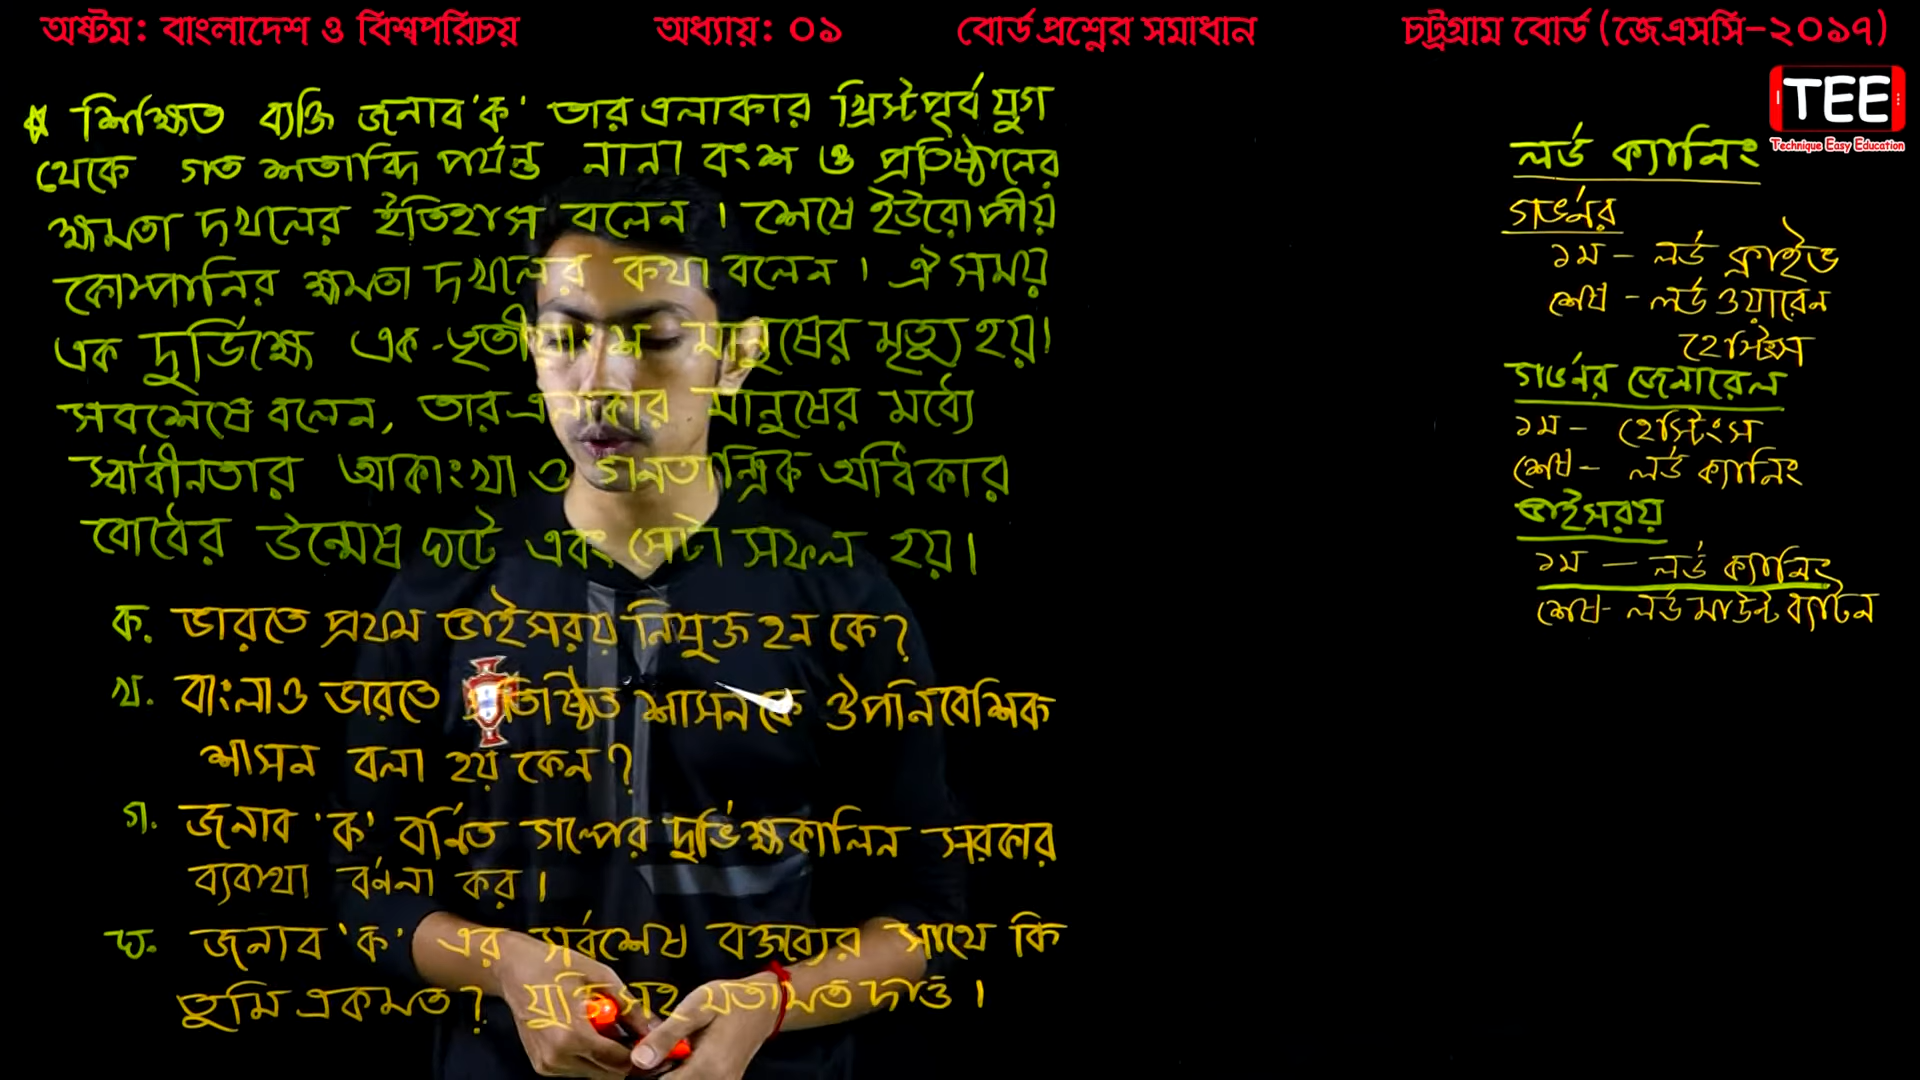 অষ্টম: বাংলাদেশ ও বিশ্বপরিচয় অধ্যায়: ০১ বোর্ড প্রশ্নের সমাধান চট্টগ্রাম বোর্ড (জেএসসি-২০১৭)
TEE
Technique Easy Education
শিক্ষিত ব্যক্তি জনাব 'ক' তার এলাকার খ্রিস্টপূর্ব যুগ
থেকে গত শতাব্দি পর্যন্ত নানা বংশ ও প্রতিষ্ঠানের
ক্ষমতা দখলের ইতিহাস বলেন । শেষে ইউরোপীয়
কোম্পানির ক্ষমতা দখলের কথা বলেন । ঐ সময়
এক দুর্ভিক্ষে এক-তৃতীয়াংশ মানুষের মৃত্যু হয়।
সবশেষে বলেন, তার এলাকার মানুষের মধ্যে
স্বাধীনতার আকাংখা ও গনতান্ত্রিক অধিকার
বোধের উন্মেষ ঘটে এবং সেটা সফল হয়।
ক. ভারতে প্রথম ভাইসরয় নিযুক্ত হন কে?
খ. বাংলা ও ভারতে প্রতিষ্ঠিত শাসনকে ঔপনিবেশিক
শাসন বলা হয় কেন?
গ. জনাব 'ক' বর্নিত গল্পের দুর্ভিক্ষকালিন সরকার
ব্যবস্থা বর্ননা কর।
ঘ. জনাব 'ক' এর সর্বশেষ বক্তব্যের সাথে কি
তুমি একমত? যুক্তিসহ মতামত দাও।
লর্ড ক্যানিং
গভর্নর
১ম - লর্ড ক্লাইভ
শেষ - লর্ড ওয়ারেন
হেস্টিংস
গভর্নর জেনারেল
১ম - হেস্টিংস
শেষ - লর্ড ক্যানিং
ভাইসরয়
১ম - লর্ড ক্যানিং
শেষ- লর্ড মাউন্ট ব্যাটন